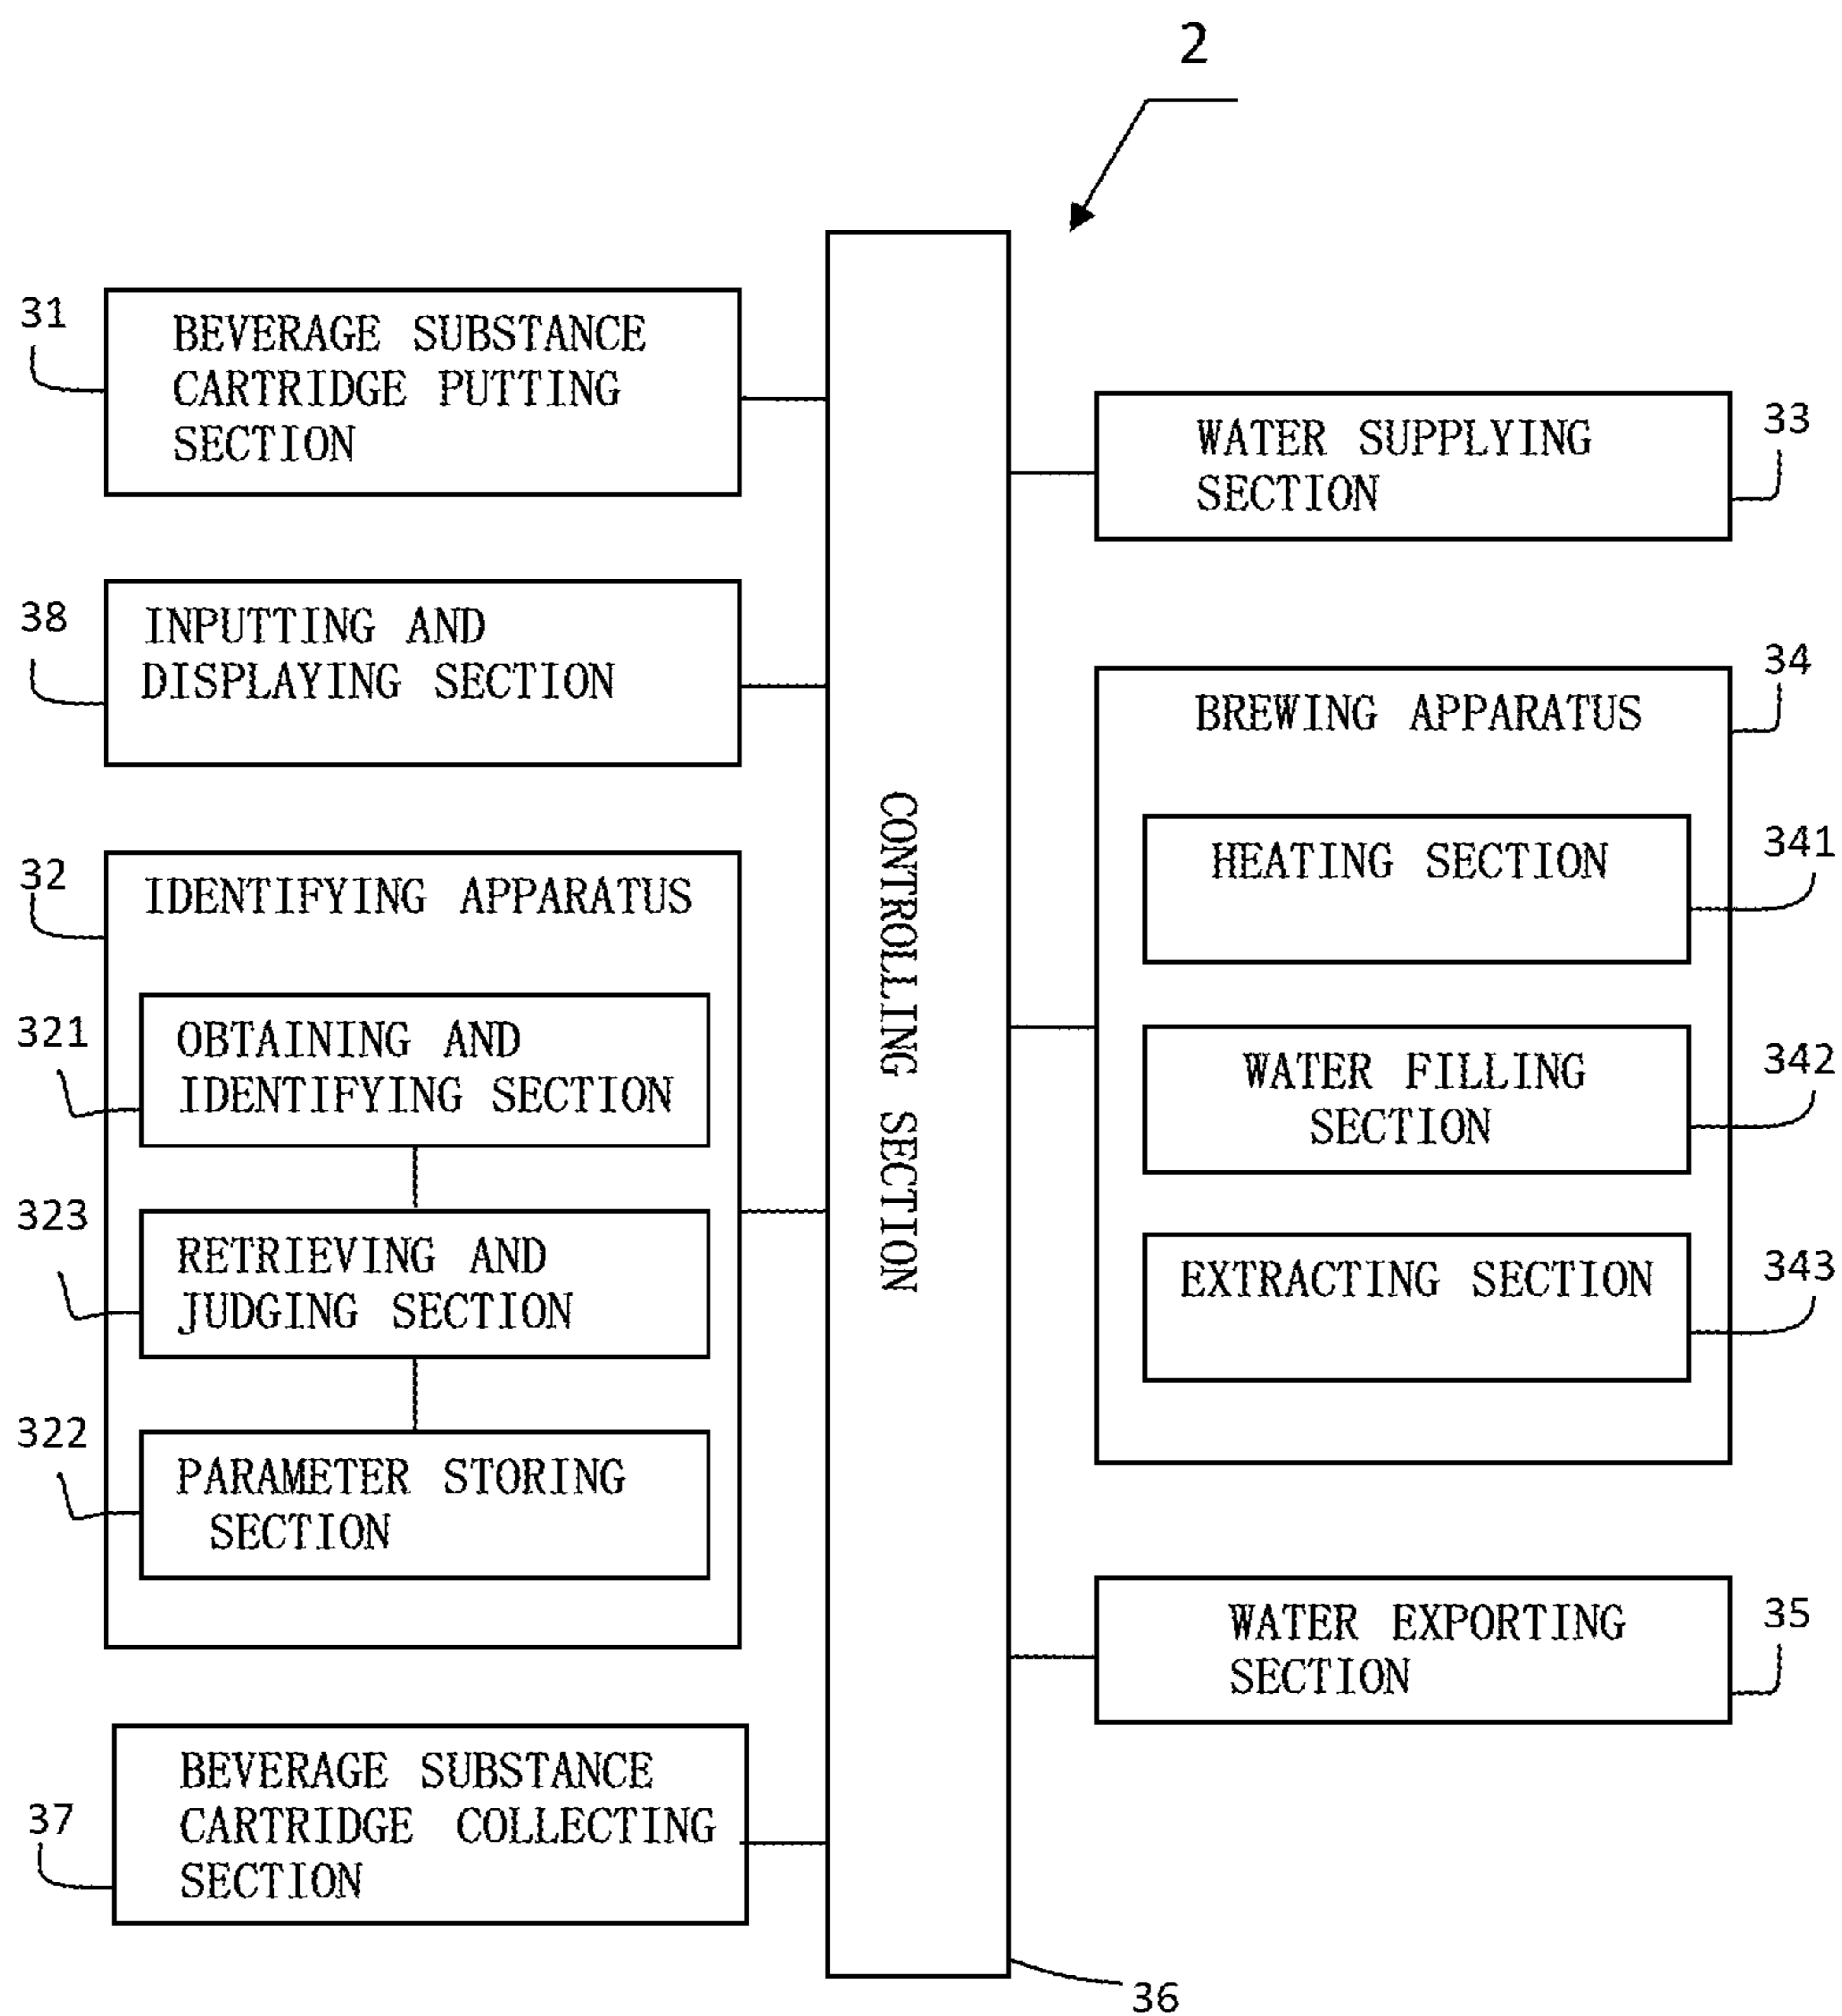 2
31
BEVERAGE SUBSTANCE
CARTRIDGE PUTTING
SECTION
38
INPUTTING AND
DISPLAYING SECTION
32
IDENTIFYING APPARATUS
321
OBTAINING AND
IDENTIFYING SECTION
323
RETRIEVING AND
JUDGING SECTION
322
PARAMETER STORING
SECTION
37
BEVERAGE SUBSTANCE
CARTRIDGE COLLECTING
SECTION
CONTROLLING SECTION
36
33
WATER SUPPLYING
SECTION
34
BREWING APPARATUS
341
HEATING SECTION
342
WATER FILLING
SECTION
343
EXTRACTING SECTION
35
WATER EXPORTING
SECTION